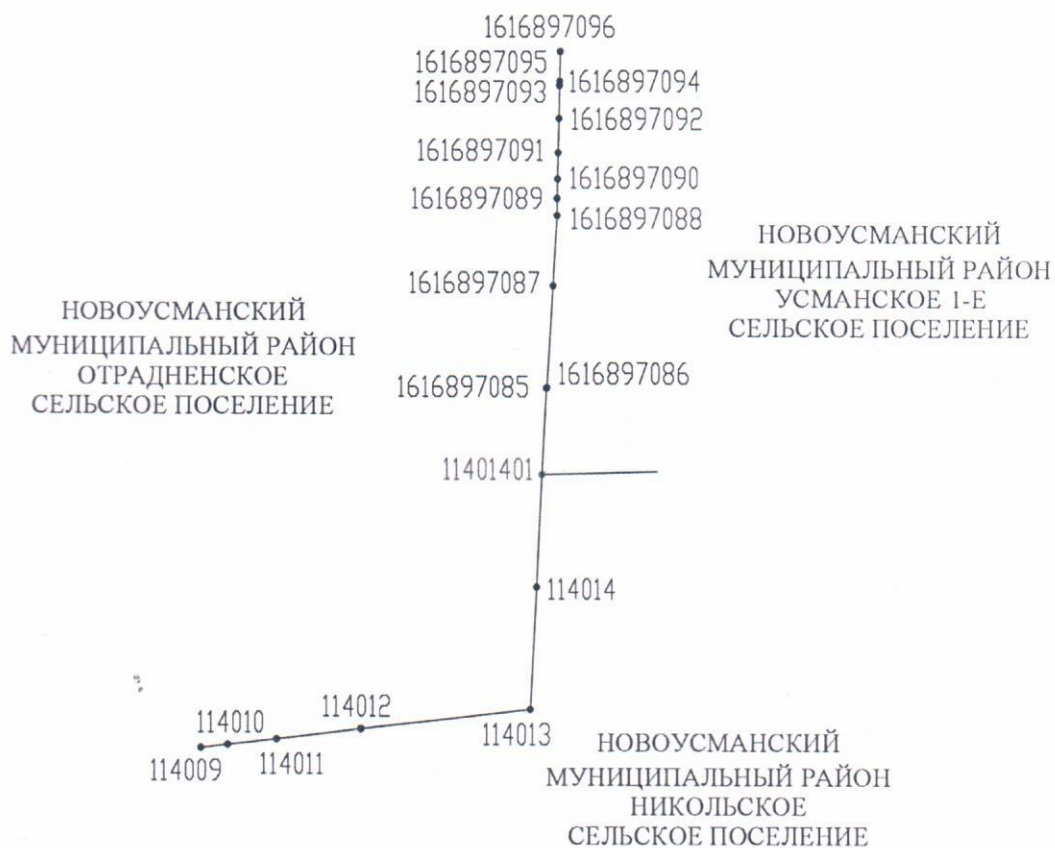 1616897096
1616897095
1616897094
1616897093
1616897092
1616897091
1616897090
1616897089
1616897088
НОВОУСМАНСКИЙ
МУНИЦИПАЛЬНЫЙ РАЙОН
УСМАНСКОЕ 1-Е
СЕЛЬСКОЕ ПОСЕЛЕНИЕ
1616897087
НОВОУСМАНСКИЙ
МУНИЦИПАЛЬНЫЙ РАЙОН
ОТРАДНЕНСКОЕ
СЕЛЬСКОЕ ПОСЕЛЕНИЕ
1616897085
1616897086
11401401
114014
114010
114012
114009
114011
114013
НОВОУСМАНСКИЙ
МУНИЦИПАЛЬНЫЙ РАЙОН
НИКОЛЬСКОЕ
СЕЛЬСКОЕ ПОСЕЛЕНИЕ